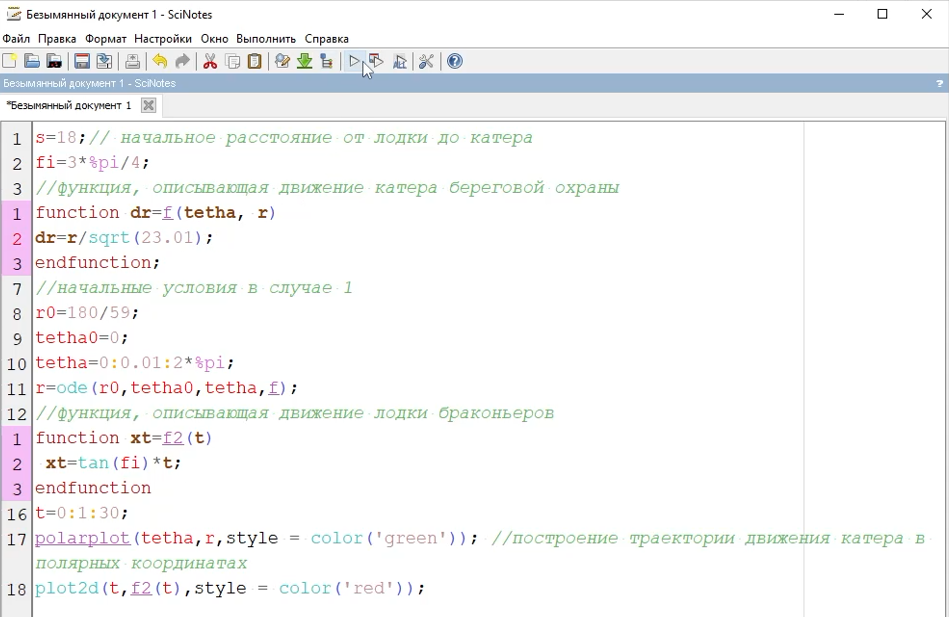 Безымянный документ 1 - SciNotes
Файл Правка Формат Настройки Окно Выполнить Справка
Безымянный документ 1 - SciNotes ?
*Безымянный документ 1
1 s=18;// начальное расстояние от лодки до катера
2 fi=3*%pi/4;
3 //функция, описывающая движение катера береговой охраны
1 function dr=f(tetha, r)
2 dr=r/sqrt(23.01);
3 endfunction;
7 //начальные условия в случае 1
8 r0=180/59;
9 tetha0=0;
10 tetha=0:0.01:2*%pi;
11 r=ode(r0,tetha0,tetha,f);
12 //функция, описывающая движение лодки браконьеров
1 function xt=f2(t)
2 xt=tan(fi)*t;
3 endfunction
16 t=0:1:30;
17 polarplot(tetha,r,style = color('green')); //построение траектории движения катера в
полярных координатах
18 plot2d(t,f2(t),style = color('red'));